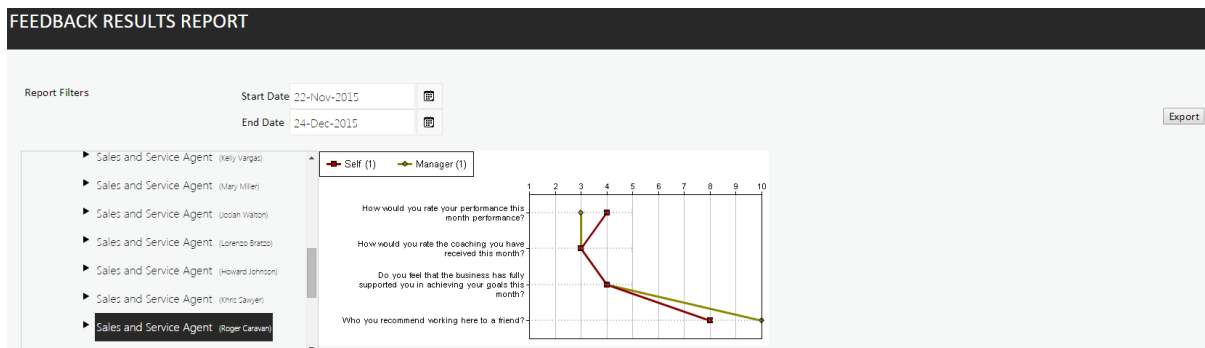 FEEDBACK RESULTS REPORT
Report Filters
Start Date 22-Nov-2015
End Date 24-Dec-2015
Export
Sales and Service Agent (Kelly Vargas)
Sales and Service Agent (Mary Miller)
Sales and Service Agent (Josiah Walton)
Sales and Service Agent (Lorenzo Bratzo)
Sales and Service Agent (Howard Johnson)
Sales and Service Agent (Khris Sawyer)
Sales and Service Agent (Roger Caravan)
Self (1) Manager (1)
1 2 3 4 5 6 7 8 9 10
How would you rate your performance this
month performance?
How would you rate the coaching you have
received this month?
Do you feel that the business has fully
supported you in achieving your goals this
month?
Who you recommend working here to a friend?